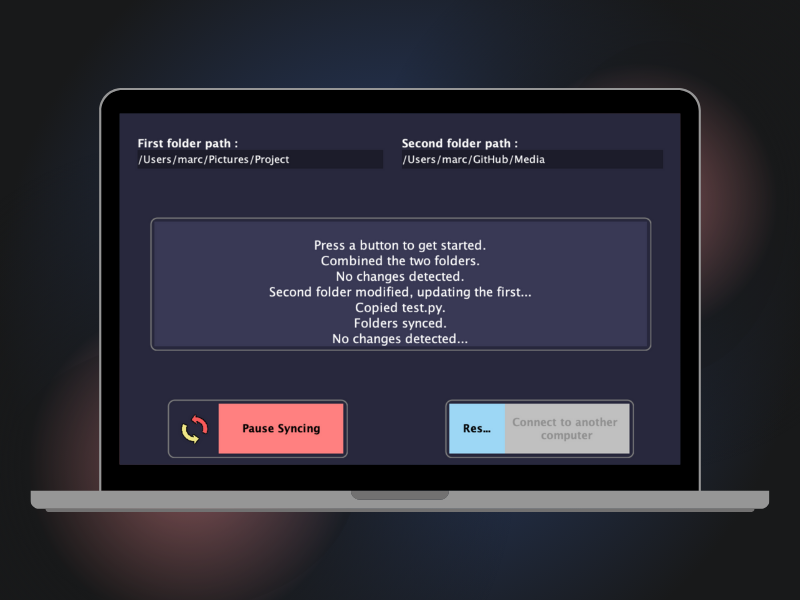 First folder path :
/Users/marc/Pictures/Project
Second folder path :
/Users/marc/GitHub/Media
Press a button to get started.
Combined the two folders.
No changes detected.
Second folder modified, updating the first...
Copied test.py.
Folders synced.
No changes detected...
Pause Syncing
Res...
Connect to another
computer